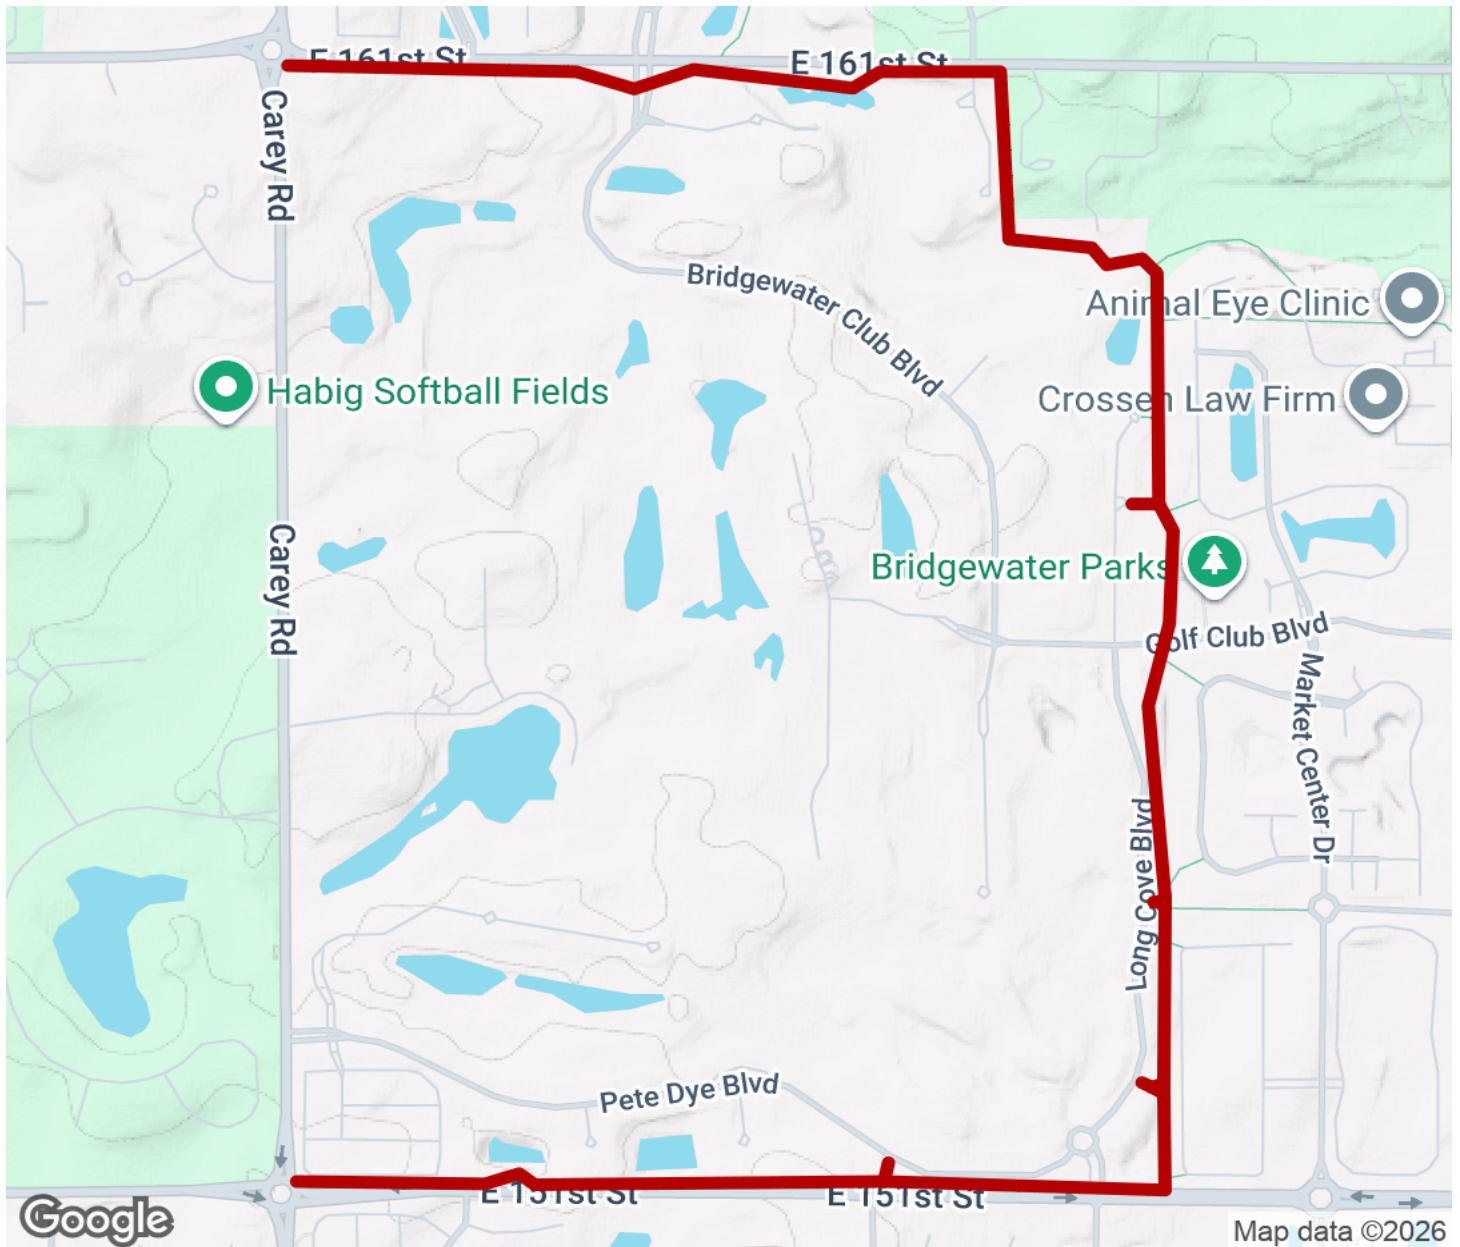 E 161st St
E 161st St
Carey Rd
Bridgewater Club Blvd
Animal Eye Clinic
Habig Softball Fields
Crossen Law Firm
Carey Rd
Bridgewater Parks
Golf Club Blvd
Market Center Dr
Long Cove Blvd
Pete Dye Blvd
E 151st St
E 151st St
Google
Map data ©2026